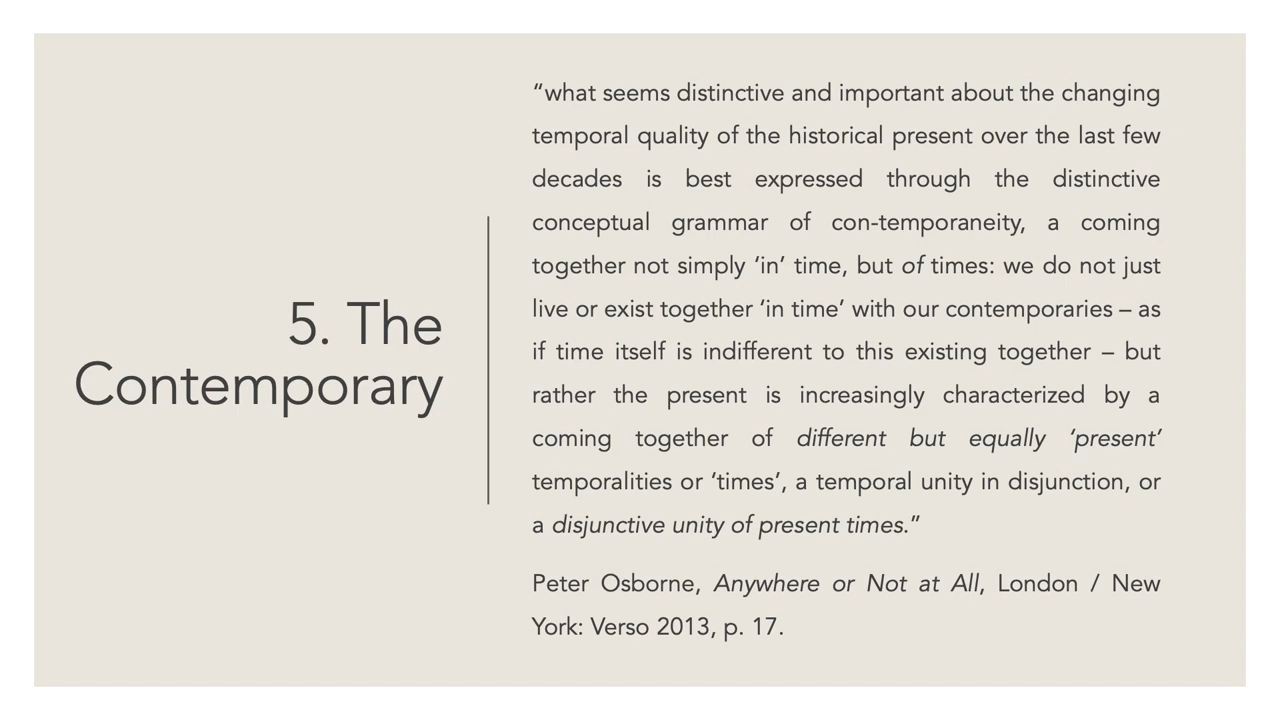 5. The
Contemporary
“what seems distinctive and important about the changing
temporal quality of the historical present over the last few
decades is best expressed through the distinctive
conceptual grammar of con-temporaneity, a coming
together not simply ‘in’ time, but of times: we do not just
live or exist together ‘in time’ with our contemporaries – as
if time itself is indifferent to this existing together – but
rather the present is increasingly characterized by a
coming together of different but equally ‘present’
temporalities or ‘times’, a temporal unity in disjunction, or
a disjunctive unity of present times.”
Peter Osborne, Anywhere or Not at All, London / New
York: Verso 2013, p. 17.